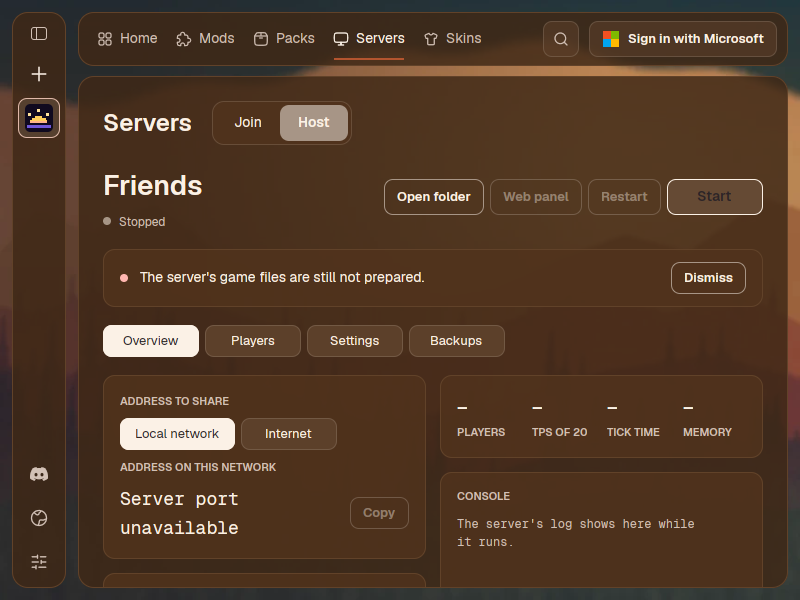 Home
Mods
Packs
Servers
Skins
Sign in with Microsoft
Servers
Join
Host
Friends
Stopped
Open folder
Web panel
Restart
Start
The server's game files are still not prepared.
Dismiss
Overview
Players
Settings
Backups
ADDRESS TO SHARE
Local network
Internet
ADDRESS ON THIS NETWORK
Server port
unavailable
Copy
–
–
–
–
PLAYERS
TPS OF 20
TICK TIME
MEMORY
CONSOLE
The server's log shows here while
it runs.